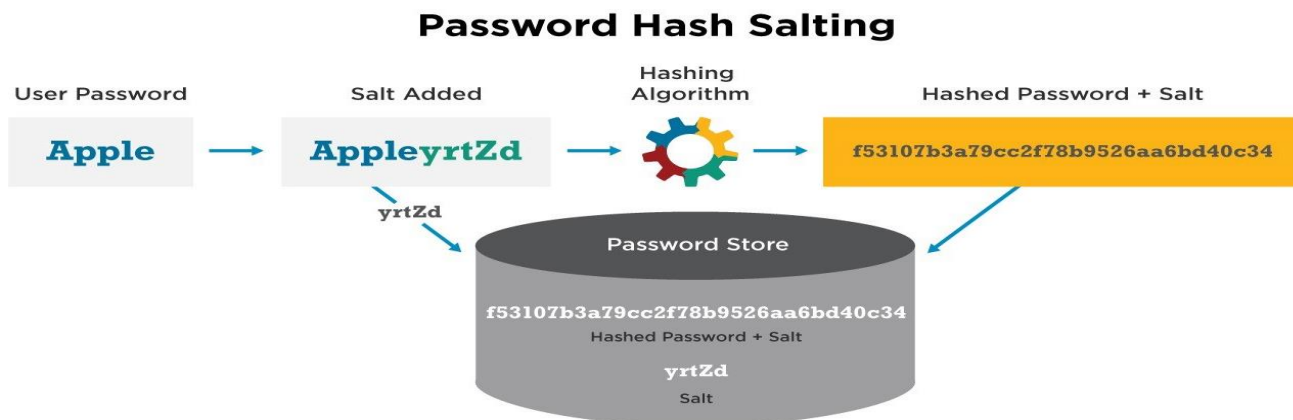 Password Hash Salting
User Password
Salt Added
Hashing
Algorithm
Hashed Password + Salt
Apple
AppleyrtZd
f53107b3a79cc2f78b9526aa6bd40c34
yrtZd
Password Store
f53107b3a79cc2f78b9526aa6bd40c34
Hashed Password + Salt
yrtZd
Salt